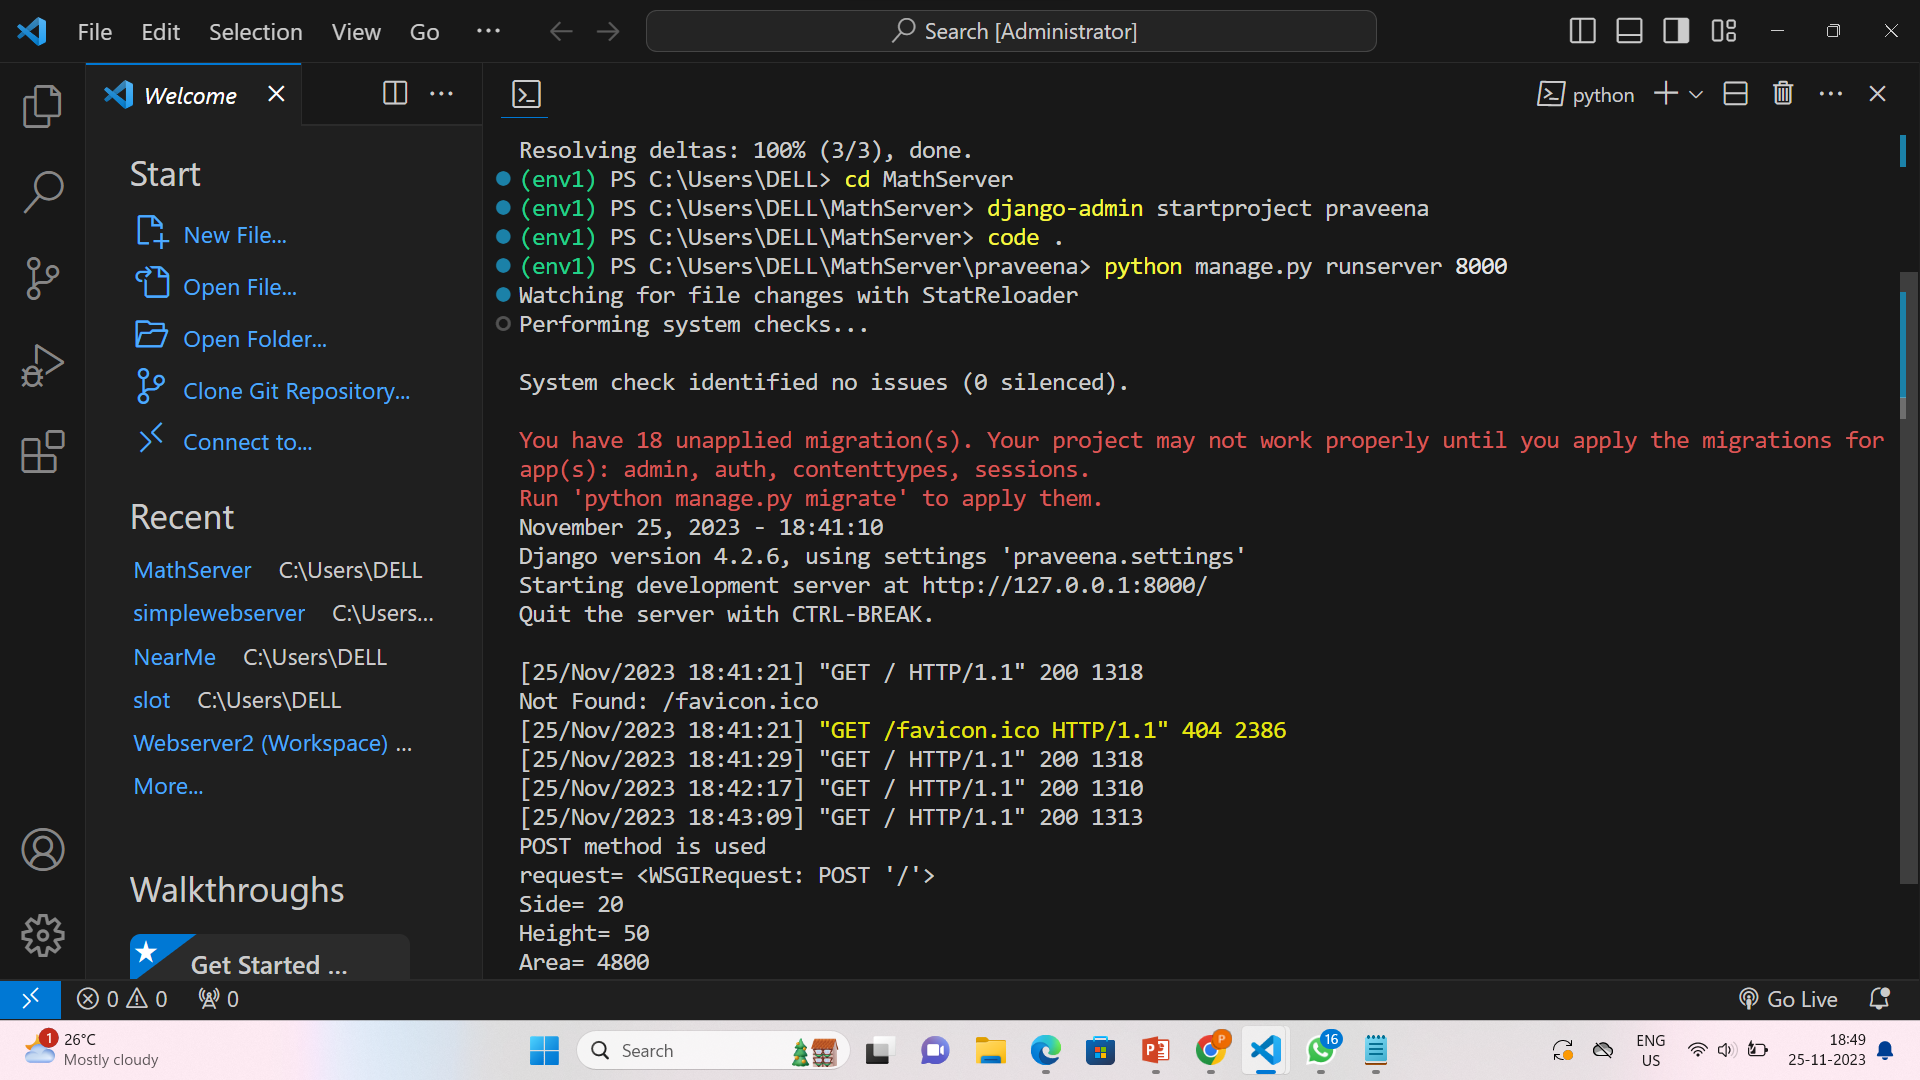 File Edit Selection View Go ··· Search [Administrator]
Welcome
python
Start
New File...
Open File...
Open Folder...
Clone Git Repository...
Connect to...
Recent
MathServer C:\Users\DELL
simplewebserver C:\Users...
NearMe C:\Users\DELL
slot C:\Users\DELL
Webserver2 (Workspace) ...
More...
Walkthroughs
Get Started ...
Resolving deltas: 100% (3/3), done.
(env1) PS C:\Users\DELL> cd MathServer
(env1) PS C:\Users\DELL\MathServer> django-admin startproject praveena
(env1) PS C:\Users\DELL\MathServer> code .
(env1) PS C:\Users\DELL\MathServer\praveena> python manage.py runserver 8000
Watching for file changes with StatReloader
Performing system checks...
System check identified no issues (0 silenced).
You have 18 unapplied migration(s). Your project may not work properly until you apply the migrations for
app(s): admin, auth, contenttypes, sessions.
Run 'python manage.py migrate' to apply them.
November 25, 2023 - 18:41:10
Django version 4.2.6, using settings 'praveena.settings'
Starting development server at http://127.0.0.1:8000/
Quit the server with CTRL-BREAK.
[25/Nov/2023 18:41:21] "GET / HTTP/1.1" 200 1318
Not Found: /favicon.ico
[25/Nov/2023 18:41:21] "GET /favicon.ico HTTP/1.1" 404 2386
[25/Nov/2023 18:41:29] "GET / HTTP/1.1" 200 1318
[25/Nov/2023 18:42:17] "GET / HTTP/1.1" 200 1310
[25/Nov/2023 18:43:09] "GET / HTTP/1.1" 200 1313
POST method is used
request= <WSGIRequest: POST '/'>
Side= 20
Height= 50
Area= 4800
0 0 0 Go Live
1 26°C
Mostly cloudy
Search
P
16
ENG
US
18:49
25-11-2023